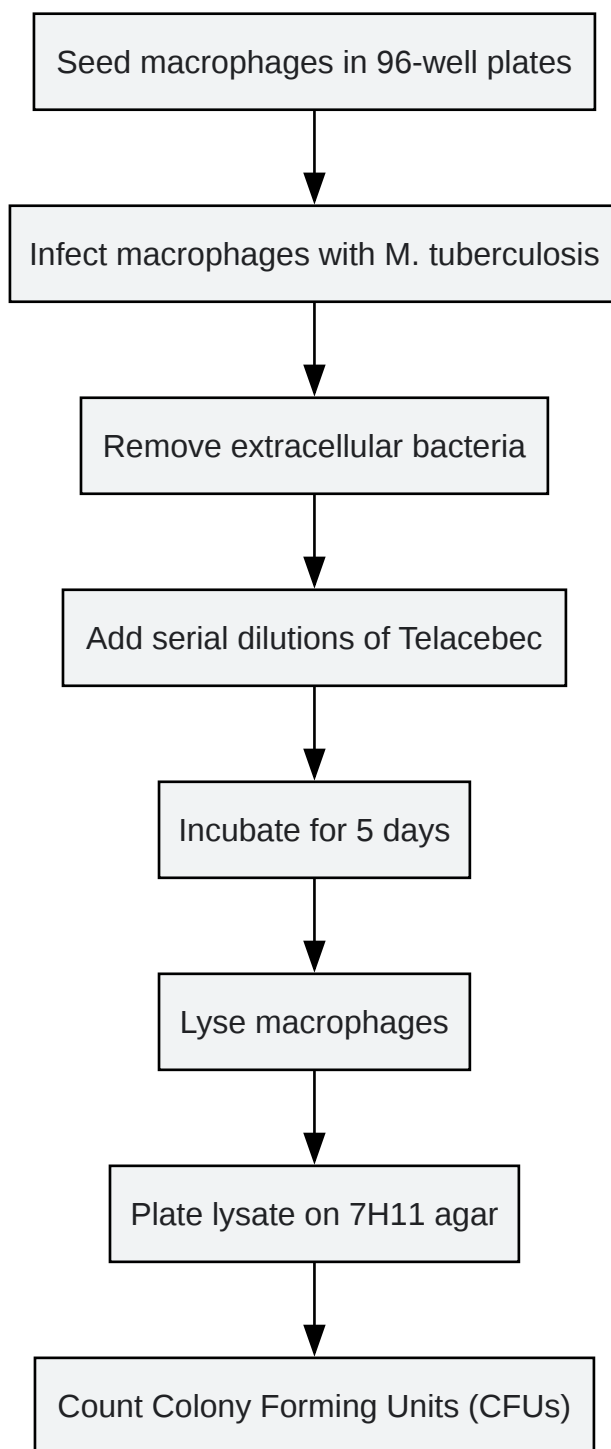 Seed macrophages in 96-well plates
Infect macrophages with M. tuberculosis
Remove extracellular bacteria
Add serial dilutions of Telacebec
Incubate for 5 days
Lyse macrophages
Plate lysate on 7H11 agar
Count Colony Forming Units (CFUs)